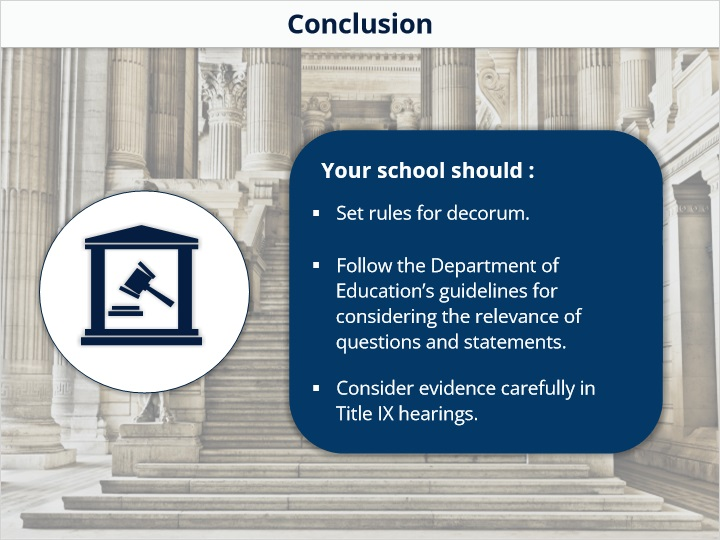 Conclusion
Your school should :
▪ Set rules for decorum.
▪ Follow the Department of
Education’s guidelines for
considering the relevance of
questions and statements.
▪ Consider evidence carefully in
Title IX hearings.